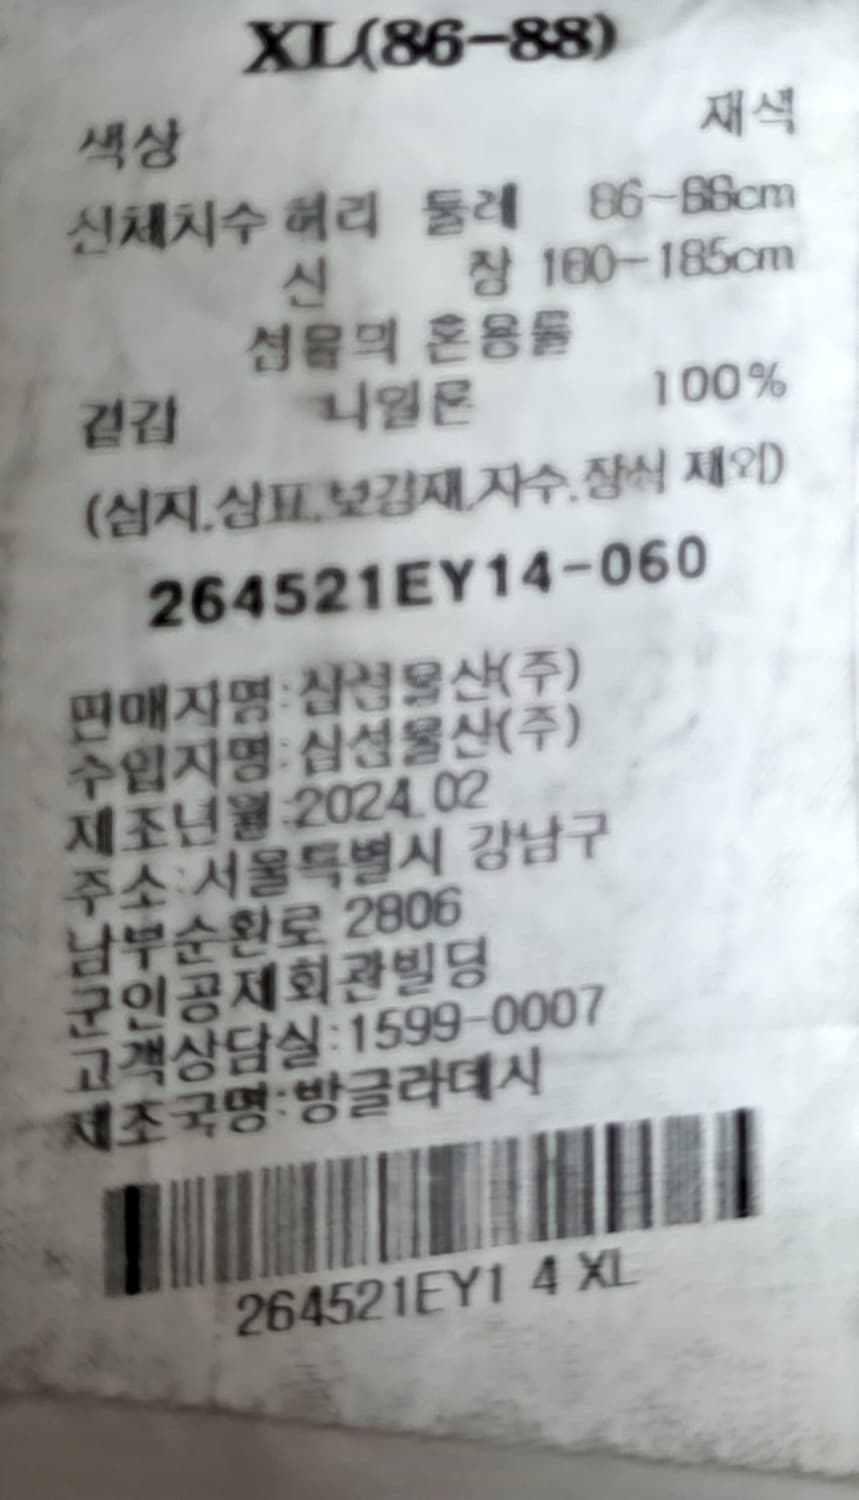 XL(86-88)
색상 재색
신체치수 허리 둘레 86-88cm
신 장 180-185cm
섬유의 혼용율
겉감 나일론 100%
(심지.상표.보강재.자수.장식 제외)
264521EY14-060
판매자명:삼성물산(주)
수입자명:삼성물산(주)
제조년월:2024.02
주소:서울특별시 강남구
남부순환로 2806
군인공제회관빌딩
고객상담실:1599-0007
제조국명:방글라데시
264521EY1 4 XL